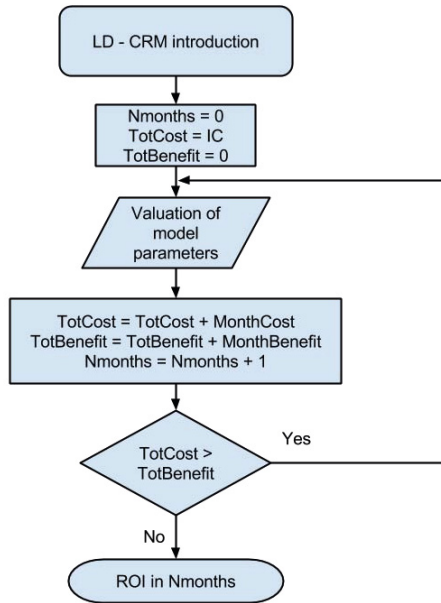 LD - CRM introduction
Nmonths = 0
TotCost = IC
TotBenefit = 0
Valuation of
model
parameters
TotCost = TotCost + MonthCost
TotBenefit = TotBenefit + MonthBenefit
Nmonths = Nmonths + 1
TotCost >
TotBenefit
Yes
No
ROI in Nmonths